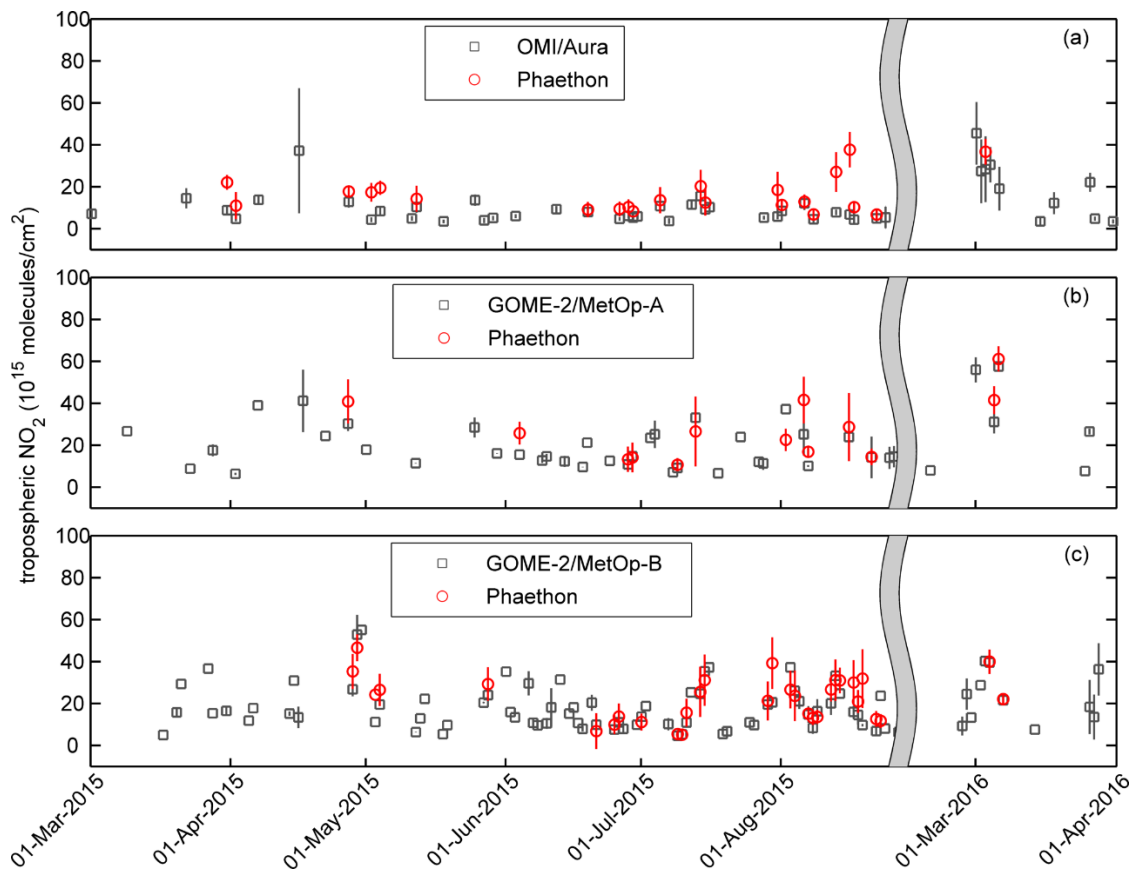 tropospheric NO2 (10^15 molecules/cm^2)
100
80
60
40
20
0
OMI/Aura
Phaethon
(a)
100
80
60
40
20
0
GOME-2/MetOp-A
Phaethon
(b)
100
80
60
40
20
0
GOME-2/MetOp-B
Phaethon
(c)
01-Mar-2015
01-Apr-2015
01-May-2015
01-Jun-2015
01-Jul-2015
01-Aug-2015
01-Mar-2016
01-Apr-2016